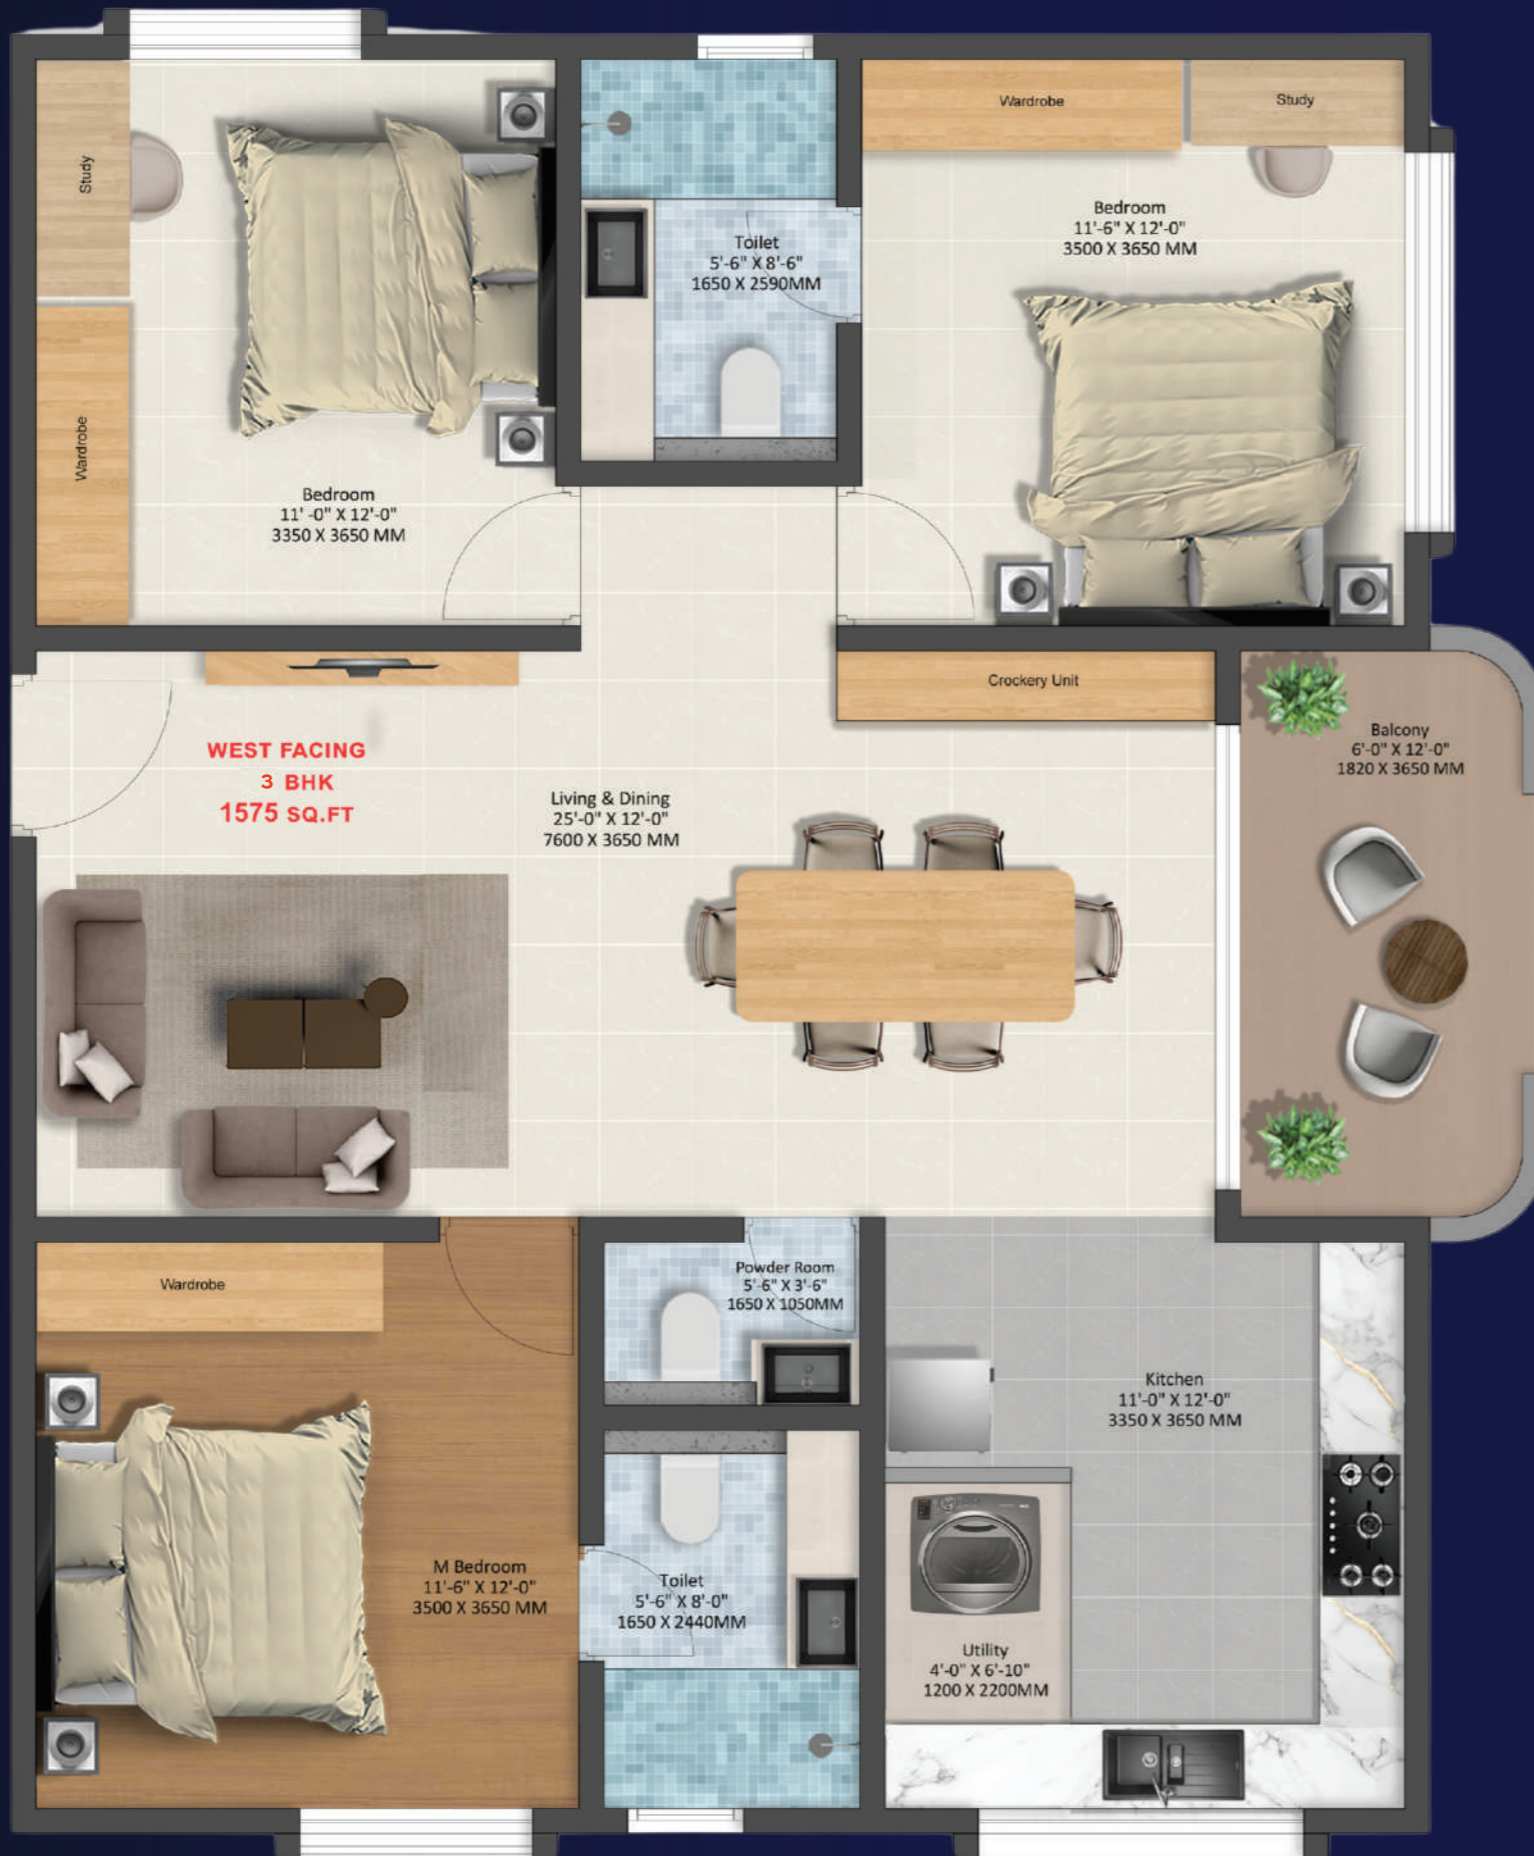 Study
Wardrobe
Bedroom
11' -0" X 12'-0"
3350 X 3650 MM
Toilet
5'-6" X 8'-6"
1650 X 2590MM
Wardrobe
Study
Bedroom
11'-6" X 12'-0"
3500 X 3650 MM
Crockery Unit
Balcony
6'-0" X 12'-0"
1820 X 3650 MM
WEST FACING
3 BHK
1575 SQ.FT
Living & Dining
25'-0" X 12'-0"
7600 X 3650 MM
Wardrobe
Powder Room
5'-6" X 3'-6"
1650 X 1050MM
Kitchen
11'-0" X 12'-0"
3350 X 3650 MM
M Bedroom
11'-6" X 12'-0"
3500 X 3650 MM
Toilet
5'-6" X 8'-0"
1650 X 2440MM
Utility
4'-0" X 6'-10"
1200 X 2200MM